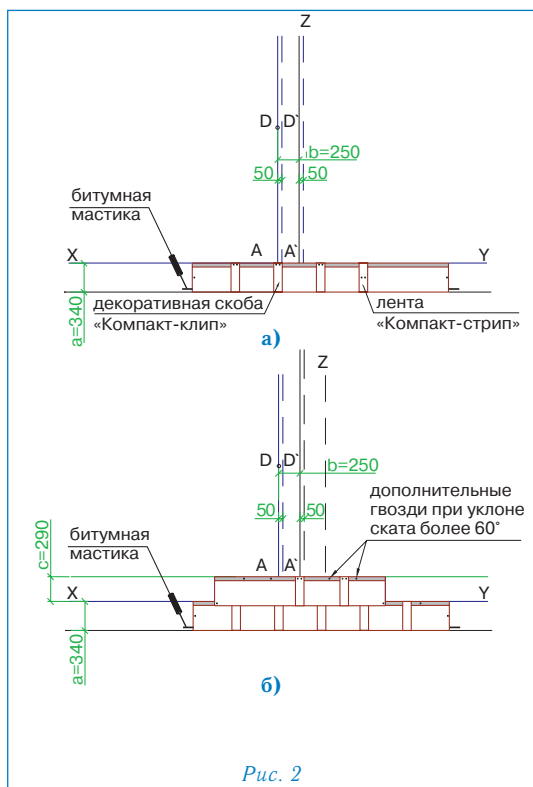 Z
D D`
b=250
50 50
битумная
мастика
X A A` Y
a=340
декоративная скоба
«Компакт-клип»
лента
«Компакт-стрип»
а)
Z
D D`
b=250
50 50
дополнительные
гвозди при уклоне
ската более 60˚
битумная
мастика
c=290
A A`
X Y
a=340
б)
Рис. 2